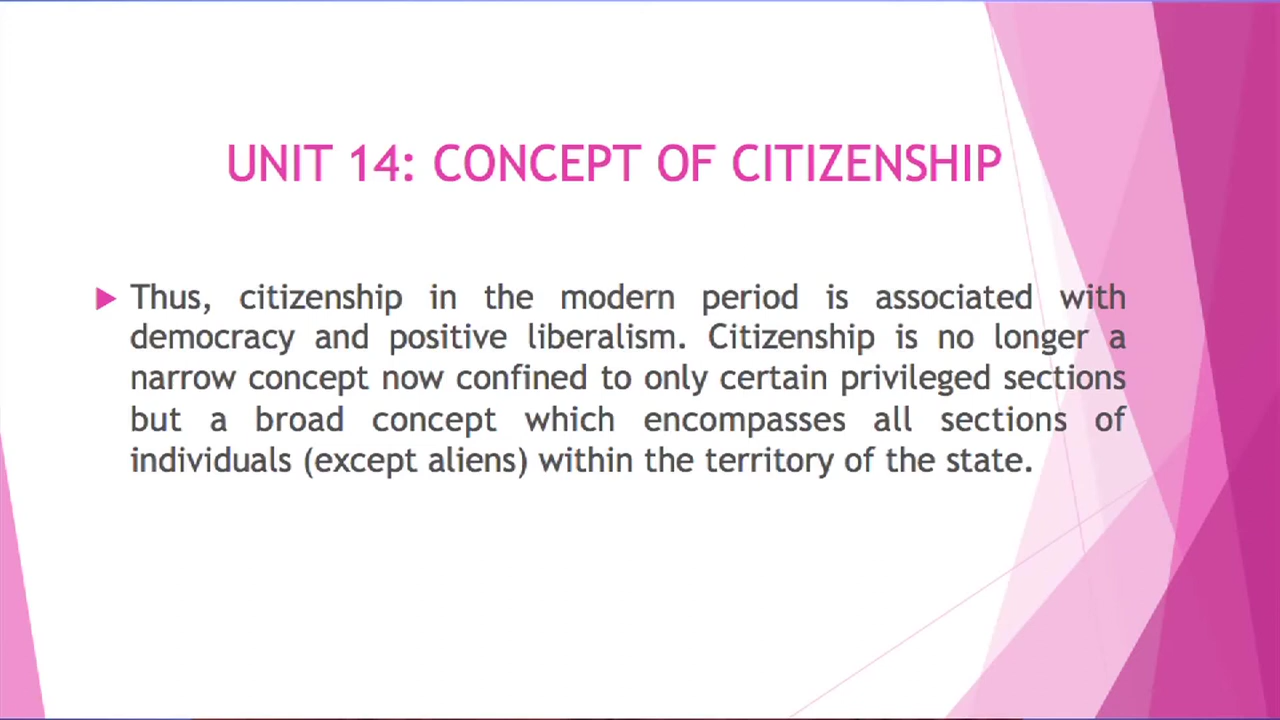 UNIT 14: CONCEPT OF CITIZENSHIP
Thus, citizenship in the modern period is associated with
democracy and positive liberalism. Citizenship is no longer a
narrow concept now confined to only certain privileged sections
but a broad concept which encompasses all sections of
individuals (except aliens) within the territory of the state.